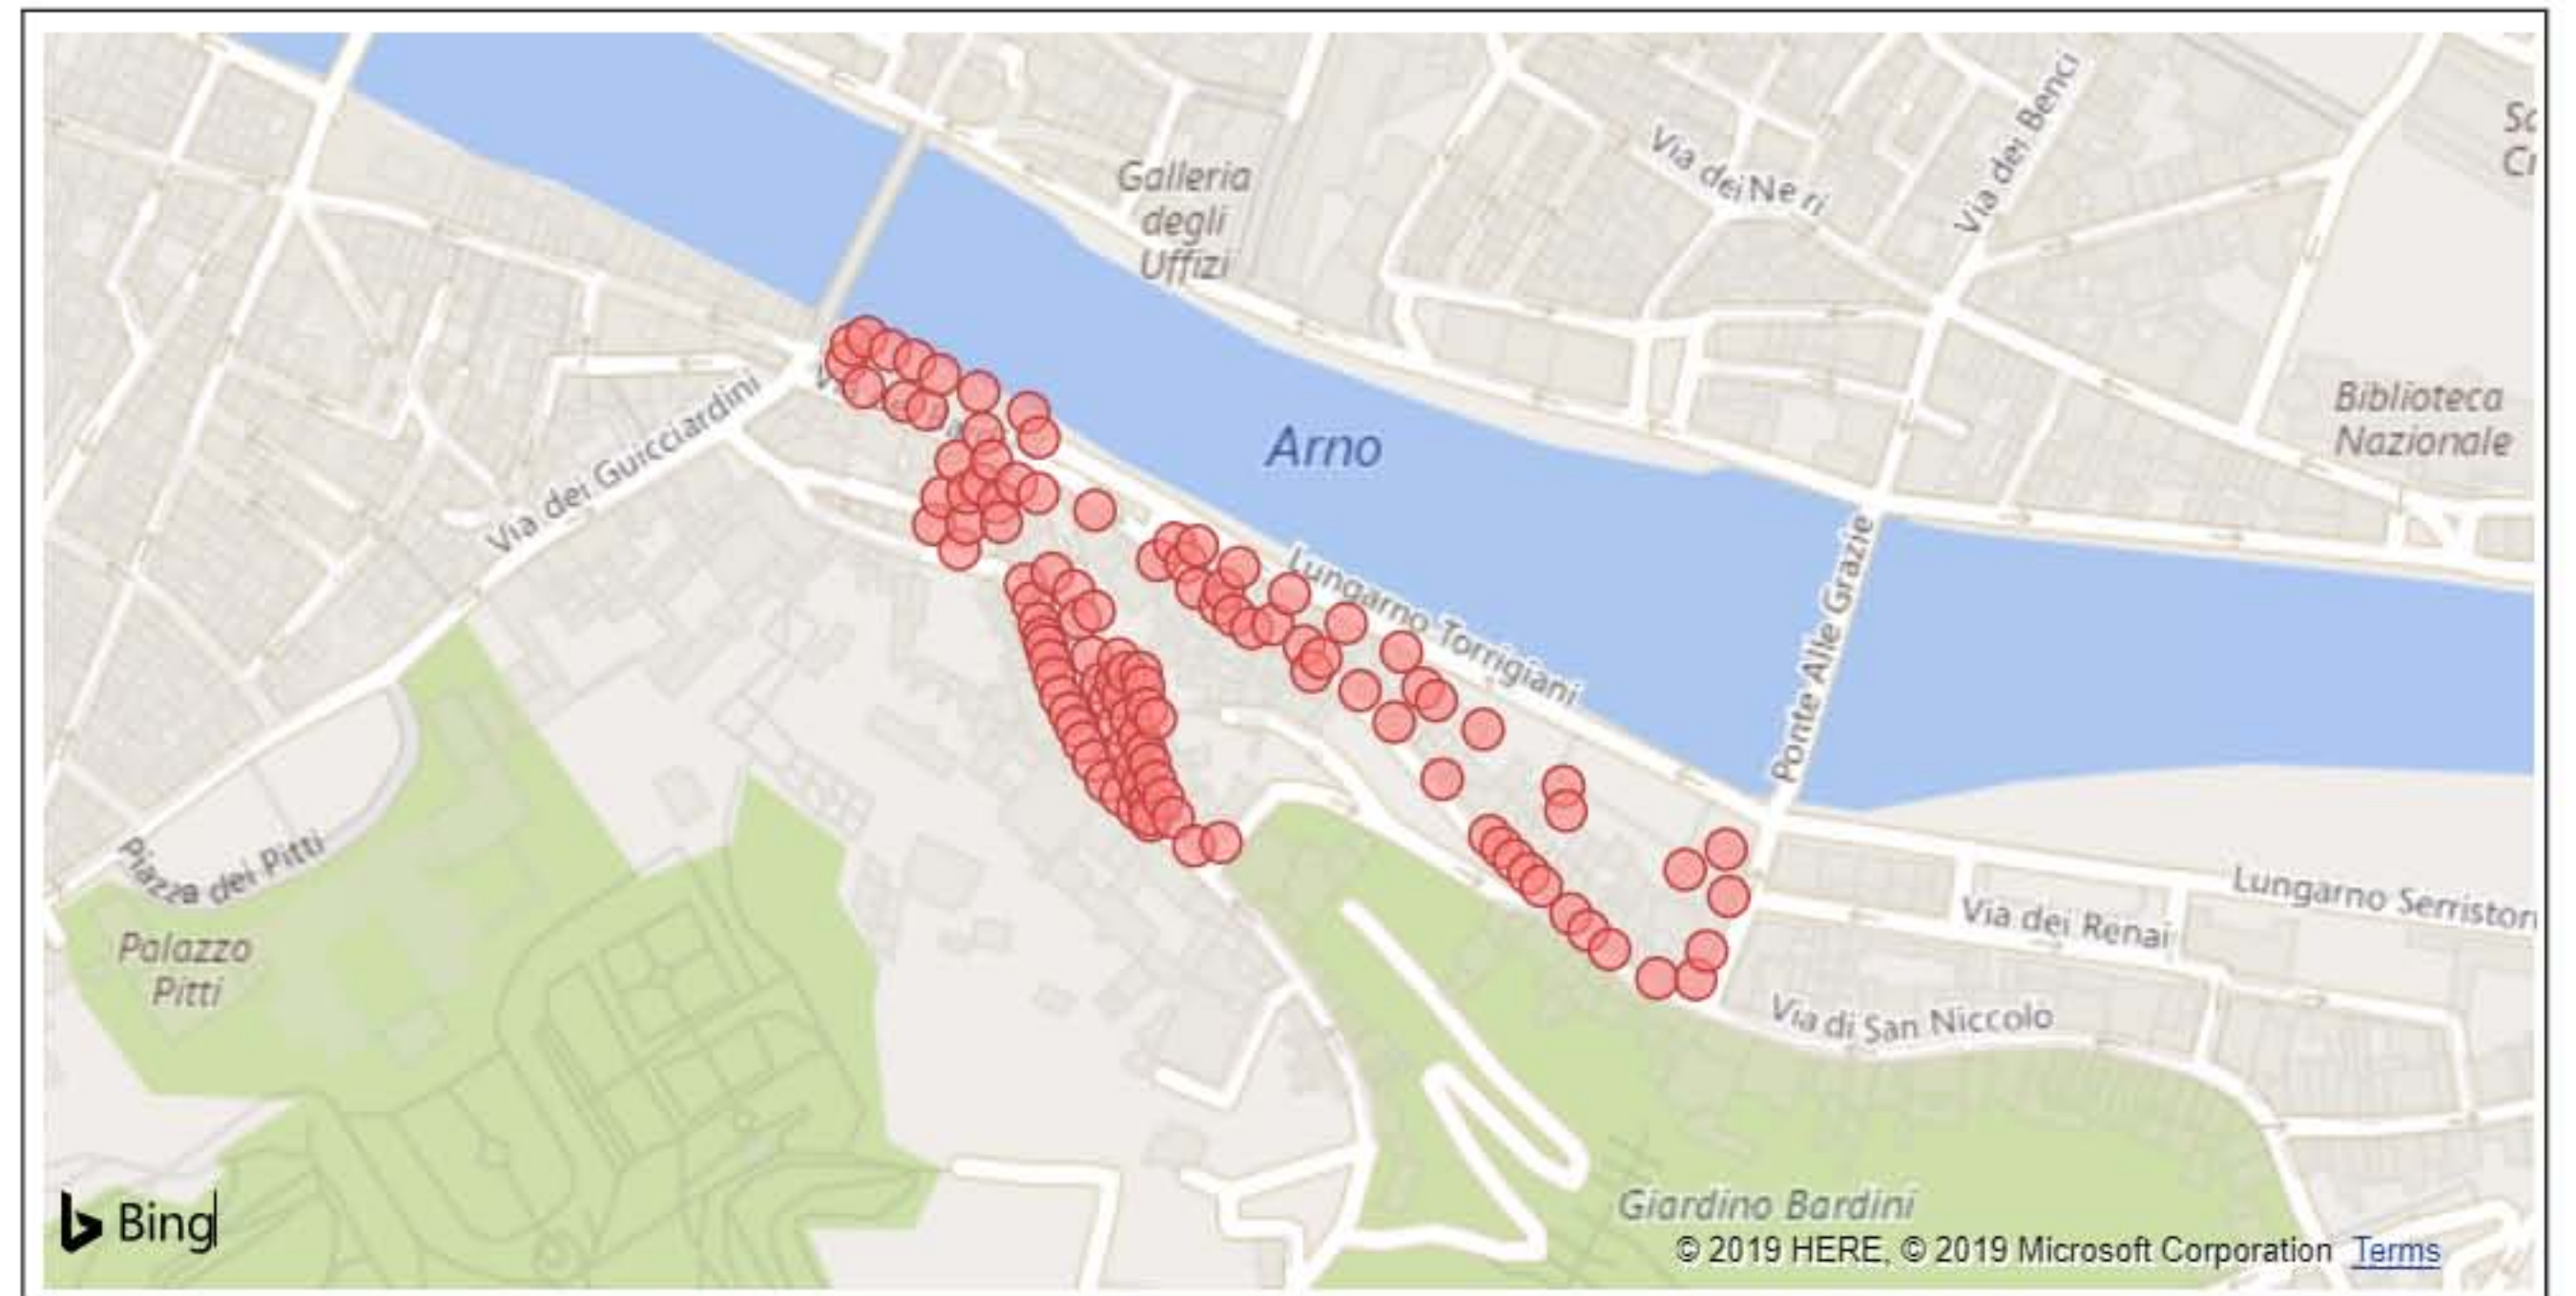 Via dei Benci
Galleria
degli
Uffizi
Via dei Neri
Biblioteca
Nazionale
Arno
Via dei Guicciardini
Lungarno Torrigiani
Ponte Alle Grazie
Piazza dei Pitti
Palazzo
Pitti
Lungarno Serristori
Via dei Renai
Via di San Niccolo
Giardino Bardini
Bing
© 2019 HERE, © 2019 Microsoft Corporation Terms